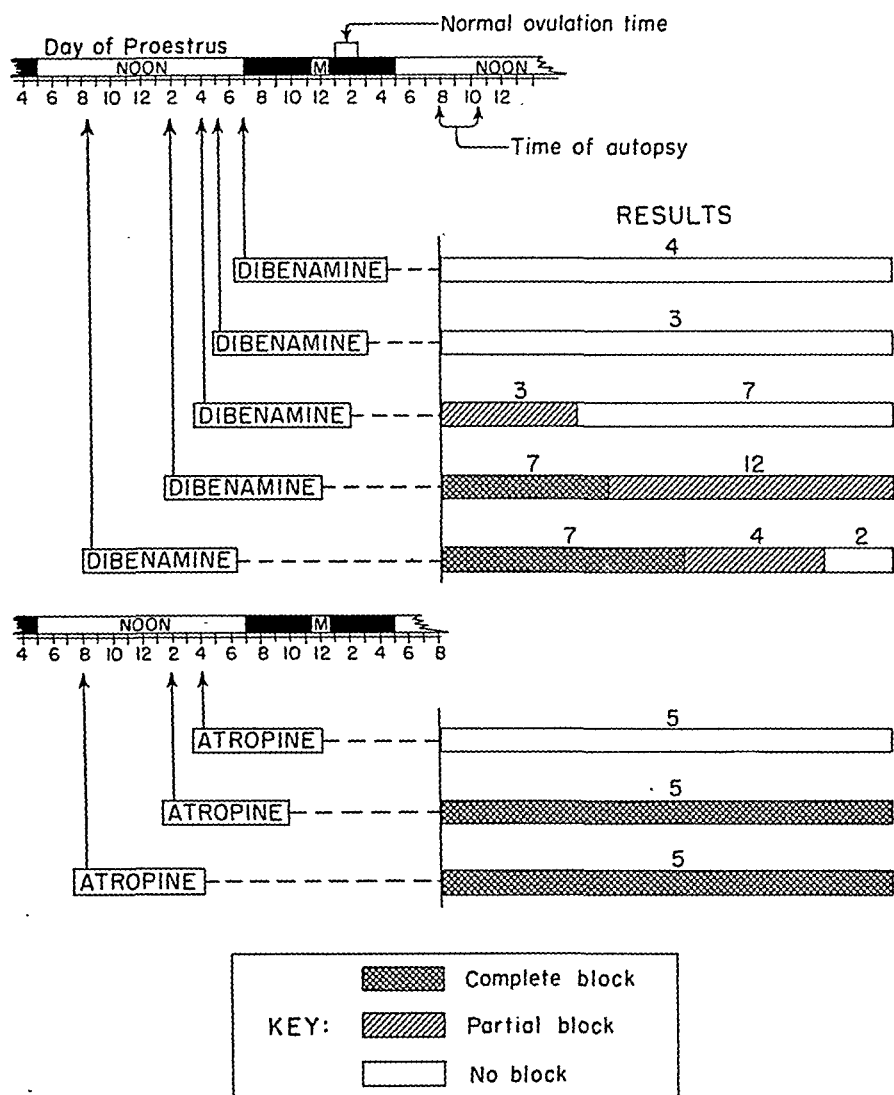 Normal ovulation time
Day of Proestrus
NOON M NOON
4 6 8 10 12 2 4 6 8 10 12 2 4 6 8 10 12
Time of autopsy
RESULTS
4
DIBENAMINE
3
DIBENAMINE
3 7
DIBENAMINE
7 12
DIBENAMINE
7 4 2
DIBENAMINE
NOON M
4 6 8 10 12 2 4 6 8 10 12 2 4 6 8
5
ATROPINE
5
ATROPINE
5
ATROPINE
Complete block
KEY: Partial block
No block